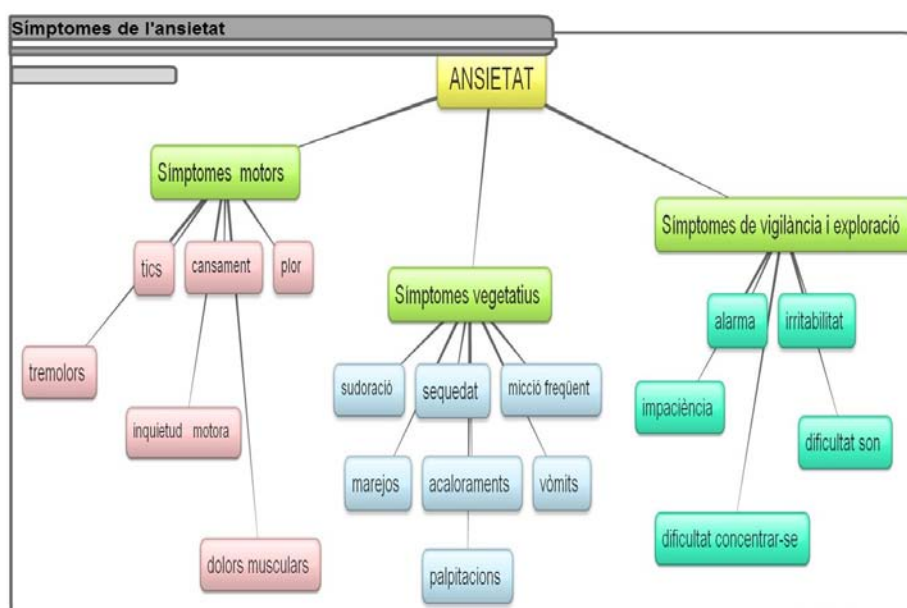 Símptomes de l'ansietat
ANSIETAT
Símptomes motors
tics
cansament
plor
tremolors
inquietud motora
dolors musculars
Símptomes vegetatius
sudoració
sequedat
micció freqüent
marejos
acaloraments
vòmits
palpitacions
Símptomes de vigilància i exploració
alarma
irritabilitat
impaciència
dificultat son
dificultat concentrar-se